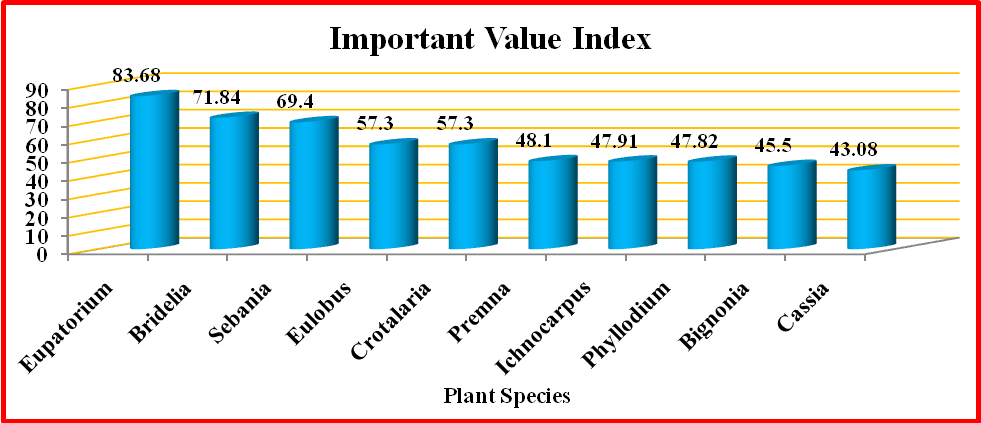 Important Value Index
83.68
71.84
69.4
57.3
57.3
48.1
47.91
47.82
45.5
43.08
90
80
70
60
50
40
30
20
10
0
Eupatorium
Bridelia
Sebania
Eulobus
Crotalaria
Premna
Ichnocarpus
Phyllodium
Bignonia
Cassia
Plant Species